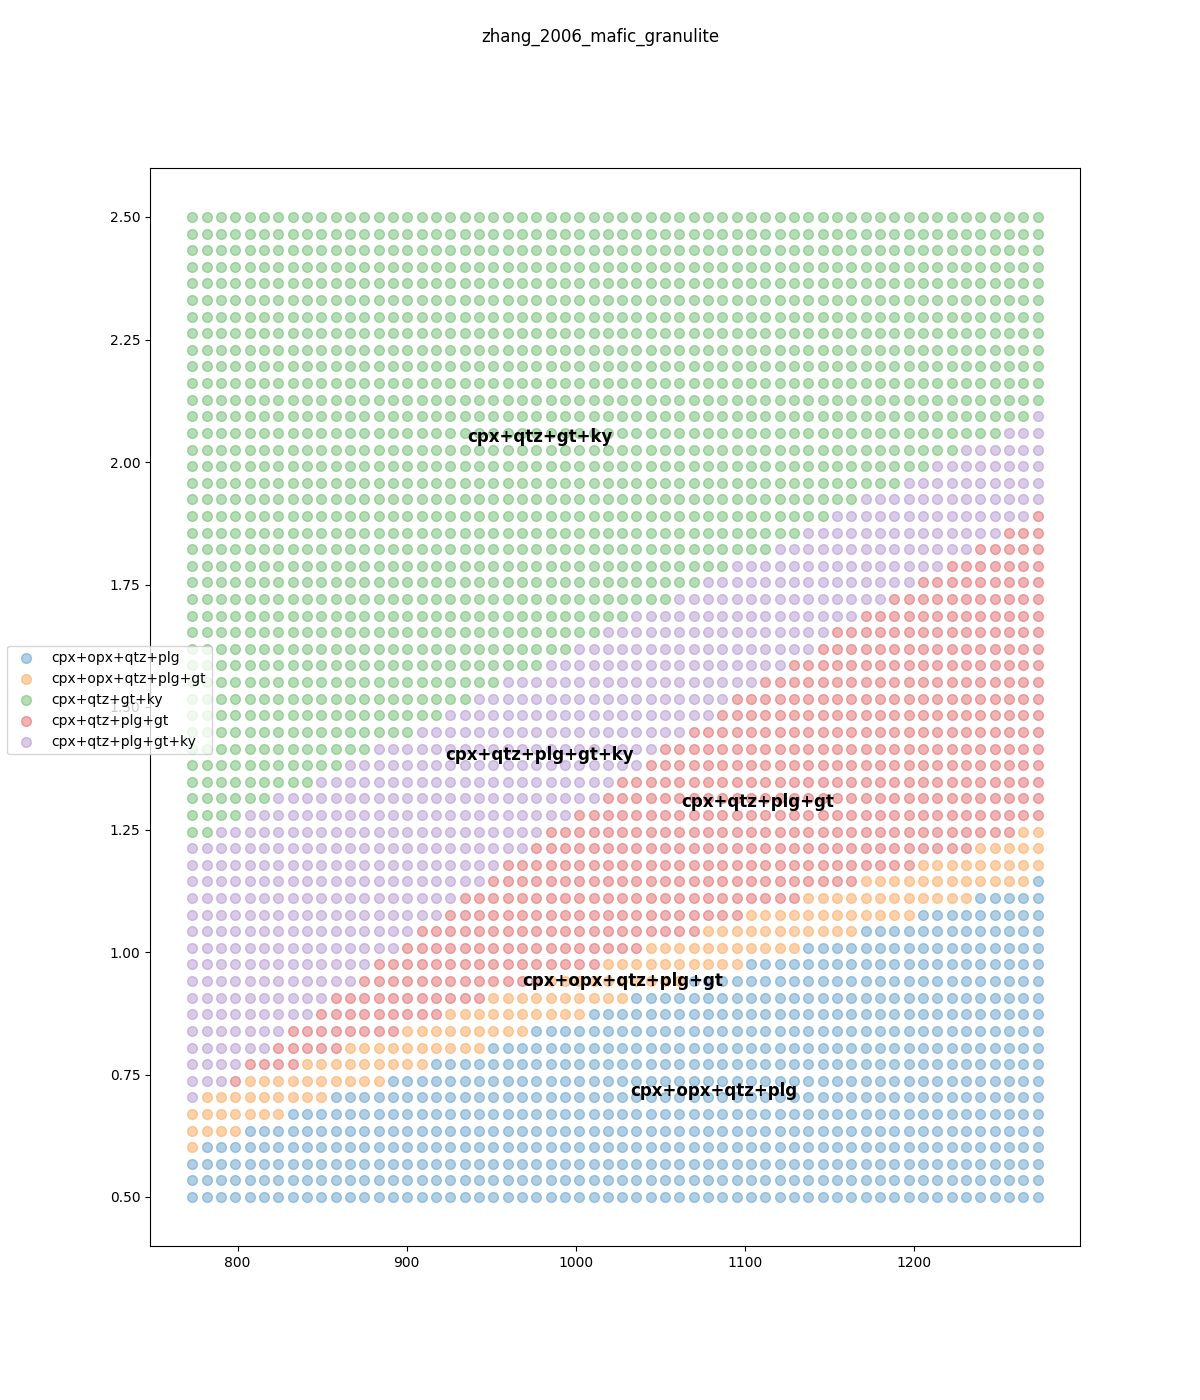 zhang_2006_mafic_granulite
2.50
2.25
cpx+qtz+gt+ky
2.00
1.75
cpx+opx+qtz+plg
cpx+opx+qtz+plg+gt
cpx+qtz+gt+ky
1.50
cpx+qtz+plg+gt
cpx+qtz+plg+gt+ky
cpx+qtz+plg+gt+ky
cpx+qtz+plg+gt
1.25
1.00
cpx+opx+qtz+plg+gt
0.75
cpx+opx+qtz+plg
0.50
800 900 1000 1100 1200